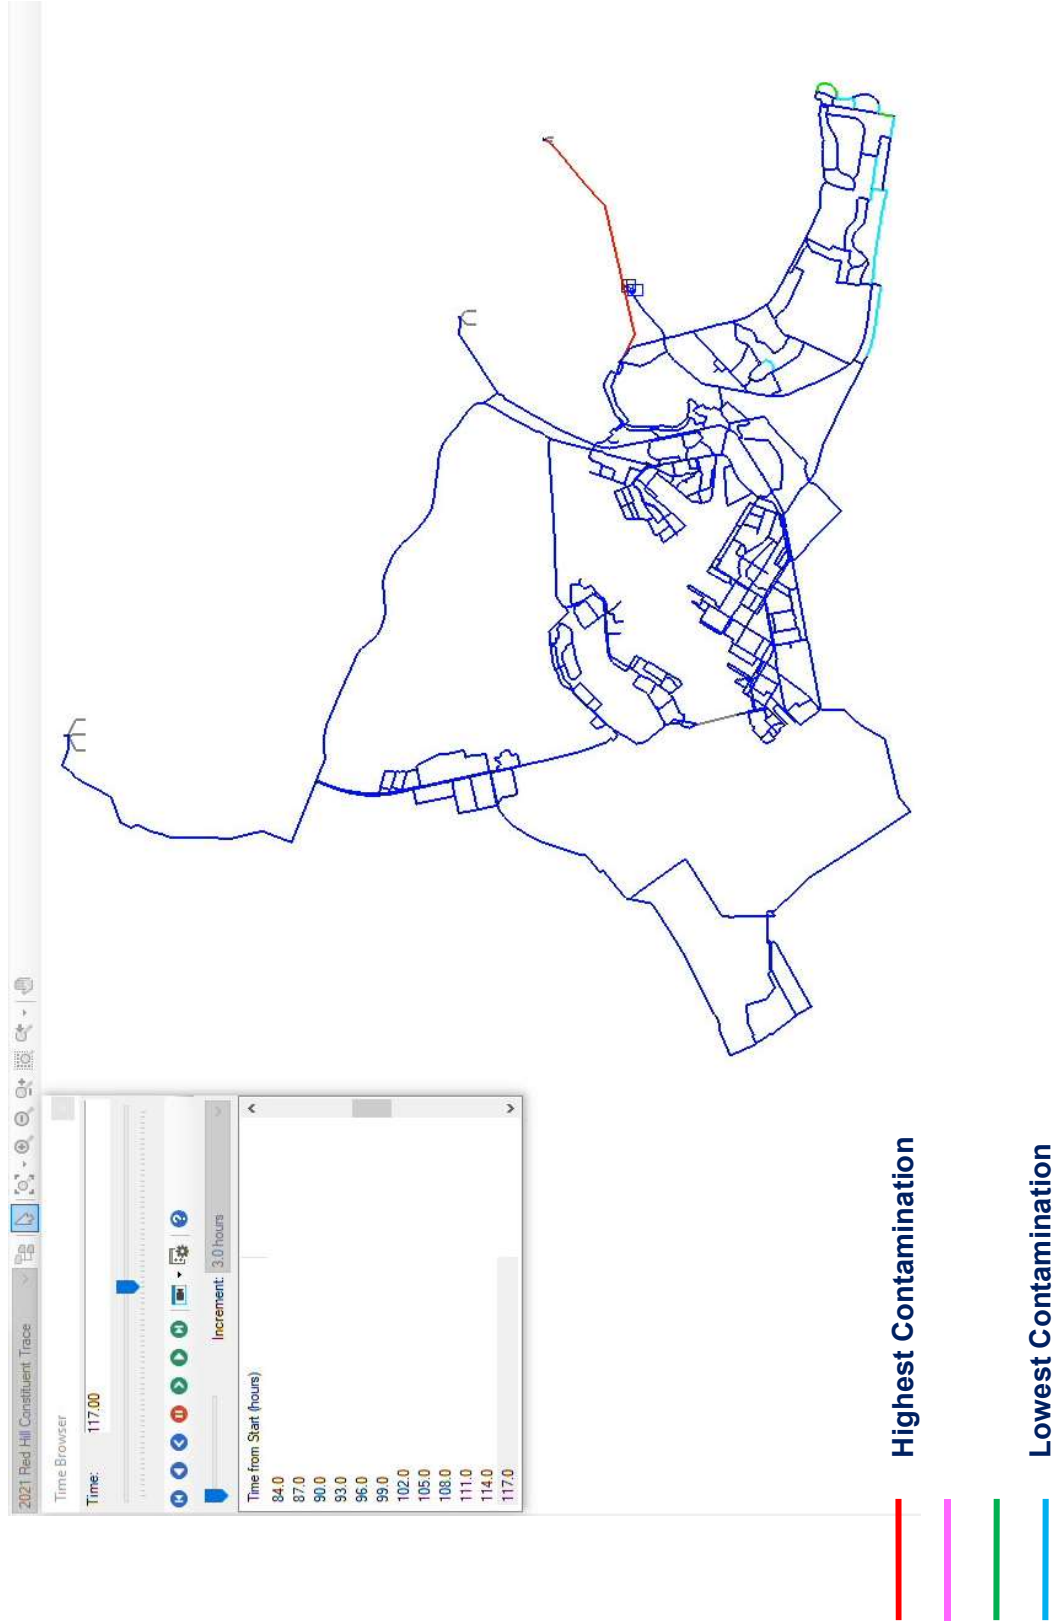 2021 Red Hill Constituent Trace
Time Browser
Time: 117.00
Increment: 3.0 hours
Time from Start (hours)
84.0
87.0
90.0
93.0
96.0
99.0
102.0
105.0
108.0
111.0
114.0
117.0
Highest Contamination
Lowest Contamination